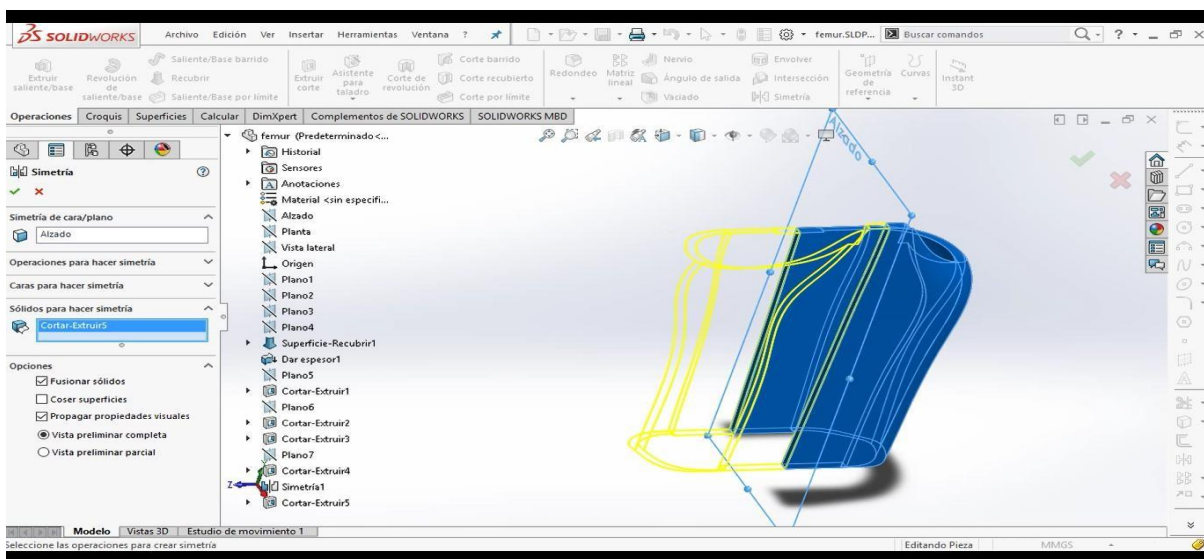 SOLIDWORKS Archivo Edición Ver Insertar Herramientas Ventana ? femur.SLDP... Buscar comandos
Extruir saliente/base
Revolución de saliente/base
Saliente/Base barrido
Recubrir
Saliente/Base por límite
Extruir corte
Asistente para taladro
Corte de revolución
Corte barrido
Corte recubierto
Corte por límite
Redondeo
Matriz lineal
Nervio
Ángulo de salida
Vaciado
Envolver
Intersección
Simetría
Geometría de referencia
Curvas
Instant 3D
Operaciones Croquis Superficies Calcular DimXpert Complementos de SOLIDWORKS SOLIDWORKS MBD
Simetría
Simetría de cara/plano
Alzado
Operaciones para hacer simetría
Caras para hacer simetría
Sólidos para hacer simetría
Cortar-Extruir5
Opciones
Fusionar sólidos
Coser superficies
Propagar propiedades visuales
Vista preliminar completa
Vista preliminar parcial
femur (Predeterminado<...
Historial
Sensores
Anotaciones
Material <sin especifi...
Alzado
Planta
Vista lateral
Origen
Plano1
Plano2
Plano3
Plano4
Superficie-Recubrir1
Dar espesor1
Plano5
Cortar-Extruir1
Plano6
Cortar-Extruir2
Cortar-Extruir3
Plano7
Cortar-Extruir4
Simetría1
Cortar-Extruir5
Alzado
Z
Modelo Vistas 3D Estudio de movimiento 1
Seleccione las operaciones para crear simetría Editando Pieza MMGS